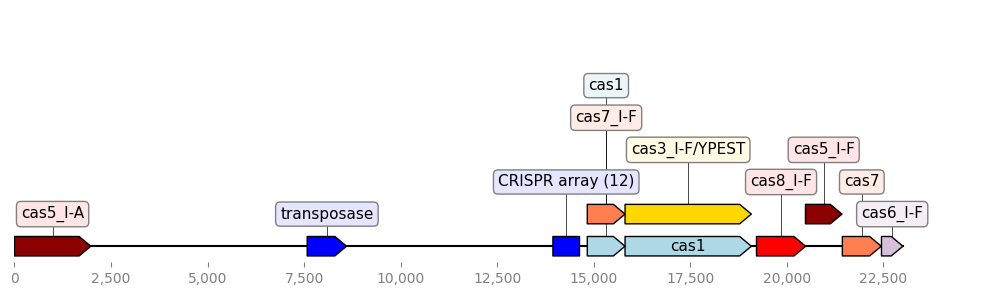 cas1
cas7_I-F
cas3_I-F/YPEST
cas5_I-F
CRISPR array (12)
cas8_I-F
cas7
cas5_I-A
transposase
cas6_I-F
cas1
0
2,500
5,000
7,500
10,000
12,500
15,000
17,500
20,000
22,500